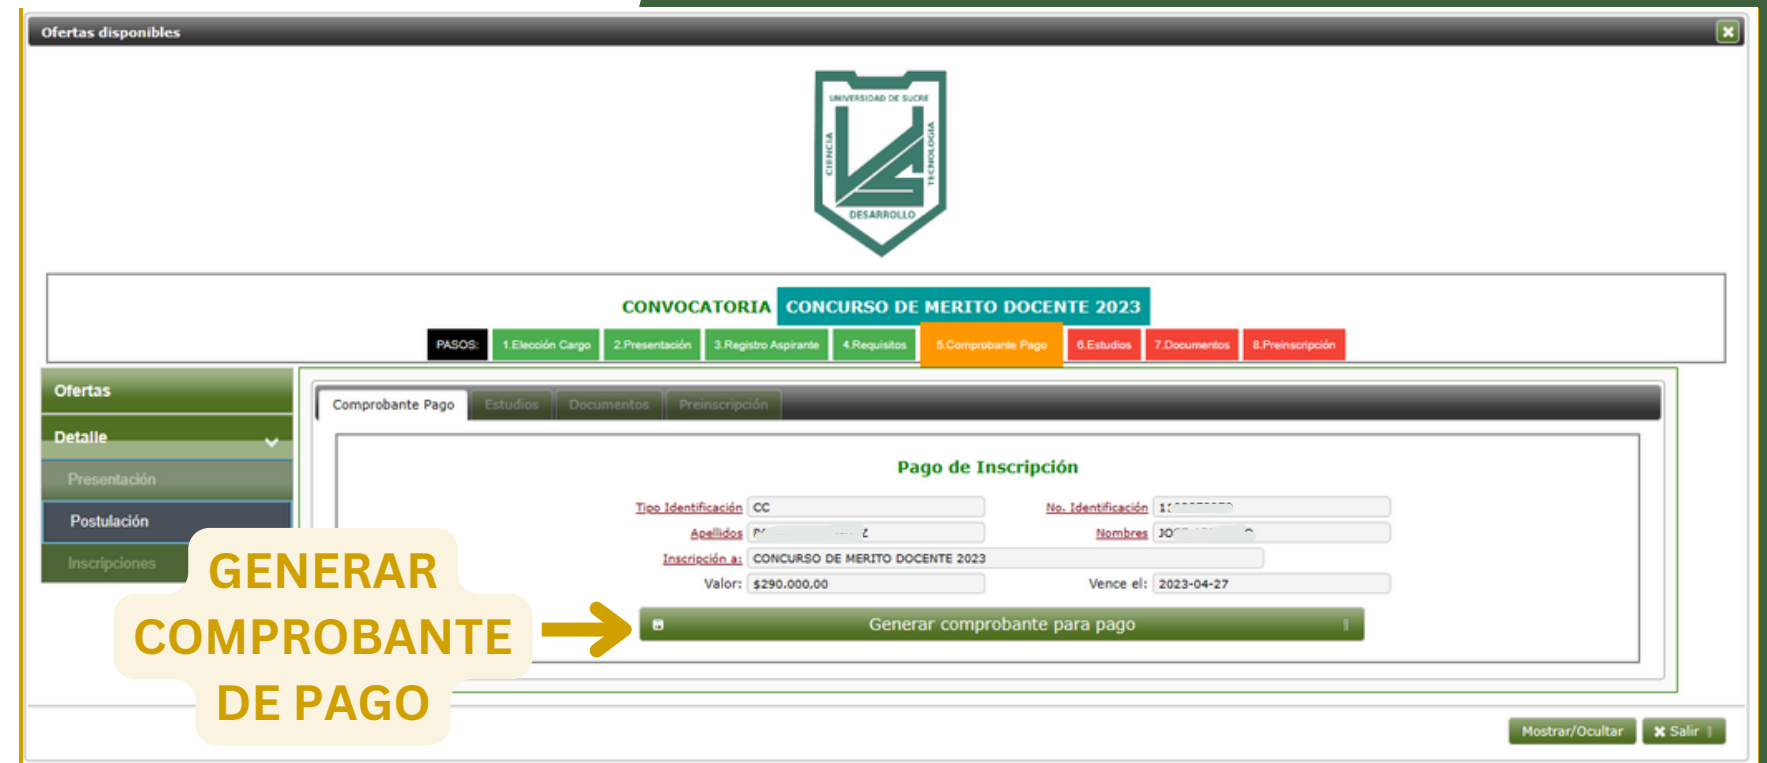 Ofertas disponibles
UNIVERSIDAD DE SUCRE
CIENCIA
TECNOLOGÍA
DESARROLLO
CONVOCATORIA CONCURSO DE MERITO DOCENTE 2023
PASOS: 1.Elección Cargo 2.Presentación 3.Registro Aspirante 4.Requisitos 5.Comprobante Pago 6.Estudios 7.Documentos 8.Preinscripción
Ofertas
Detalle
Presentación
Postulación
Inscripciones
Comprobante Pago Estudios Documentos Preinscripción
Pago de Inscripción
Tipo Identificación CC No. Identificación
Apellidos Nombres
Inscripción a: CONCURSO DE MERITO DOCENTE 2023
Valor: $290.000,00 Vence el: 2023-04-27
Generar comprobante para pago
GENERAR
COMPROBANTE
DE PAGO
Mostrar/Ocultar Salir